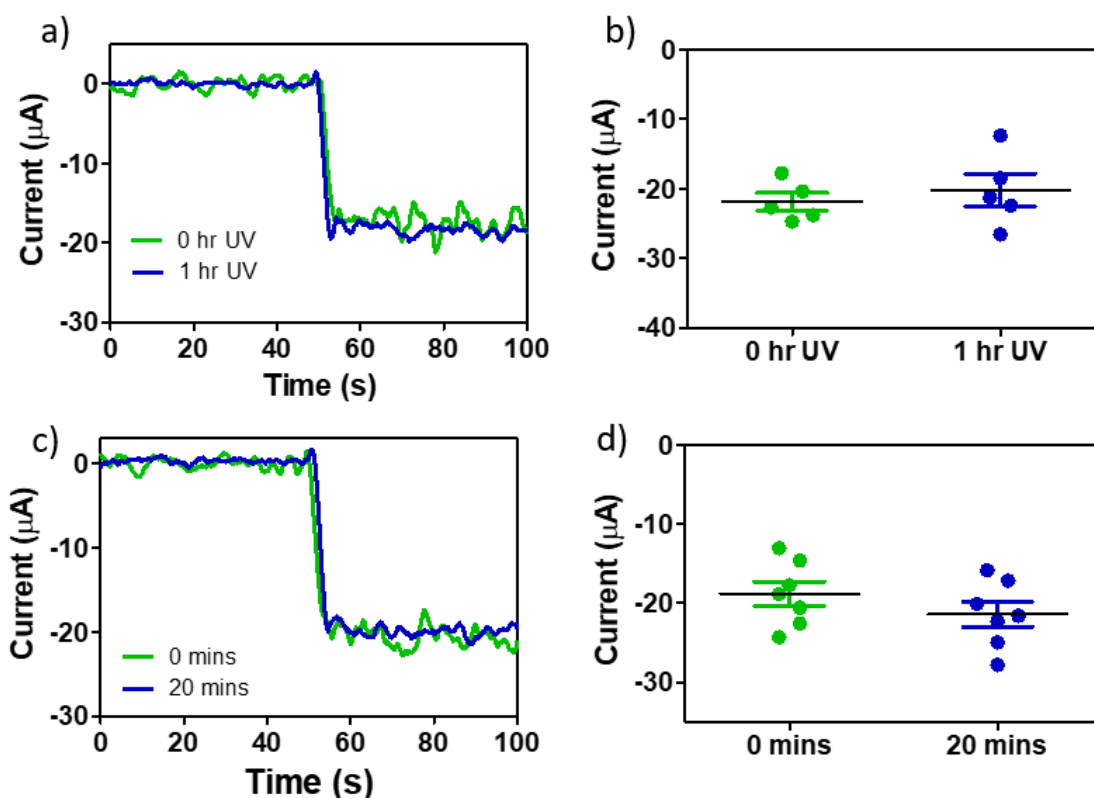 a)
Current (μA)
0
-10
-20
-30
0 hr UV
1 hr UV
0 20 40 60 80 100
Time (s)
b)
Current (μA)
0
-10
-20
-30
-40
0 hr UV 1 hr UV
c)
Current (μA)
0
-10
-20
-30
0 mins
20 mins
0 20 40 60 80 100
Time (s)
d)
Current (μA)
0
-10
-20
-30
0 mins 20 mins